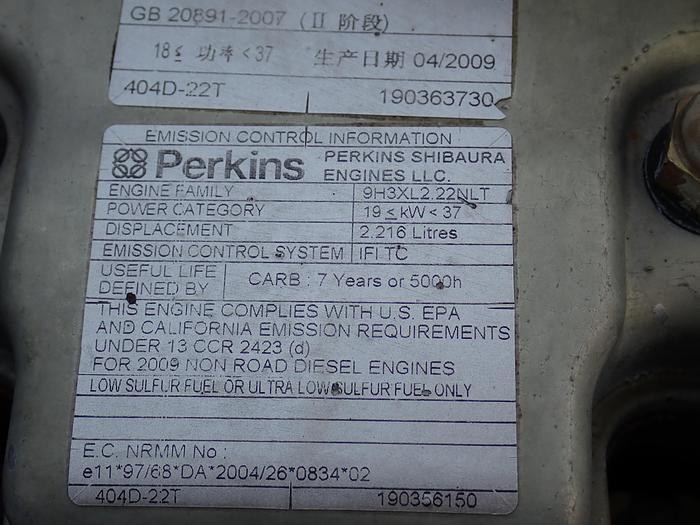 GB 20891-2007 (II 阶段)
18≤ 功率 <37 生产日期 04/2009
404D-22T 190363730
EMISSION CONTROL INFORMATION
Perkins PERKINS SHIBAURA
ENGINES LLC.
ENGINE FAMILY 9H3XL2.22NLT
POWER CATEGORY 19 ≤ kW < 37
DISPLACEMENT 2.216 Litres
EMISSION CONTROL SYSTEM IFI TC
USEFUL LIFE
DEFINED BY CARB : 7 Years or 5000h
THIS ENGINE COMPLIES WITH U.S. EPA
AND CALIFORNIA EMISSION REQUIREMENTS
UNDER 13 CCR 2423 (d)
FOR 2009 NON ROAD DIESEL ENGINES
LOW SULFUR FUEL OR ULTRA LOW SULFUR FUEL ONLY
E.C. NRMM No :
e11*97/68*DA*2004/26*0834*02
404D-22T 190356150